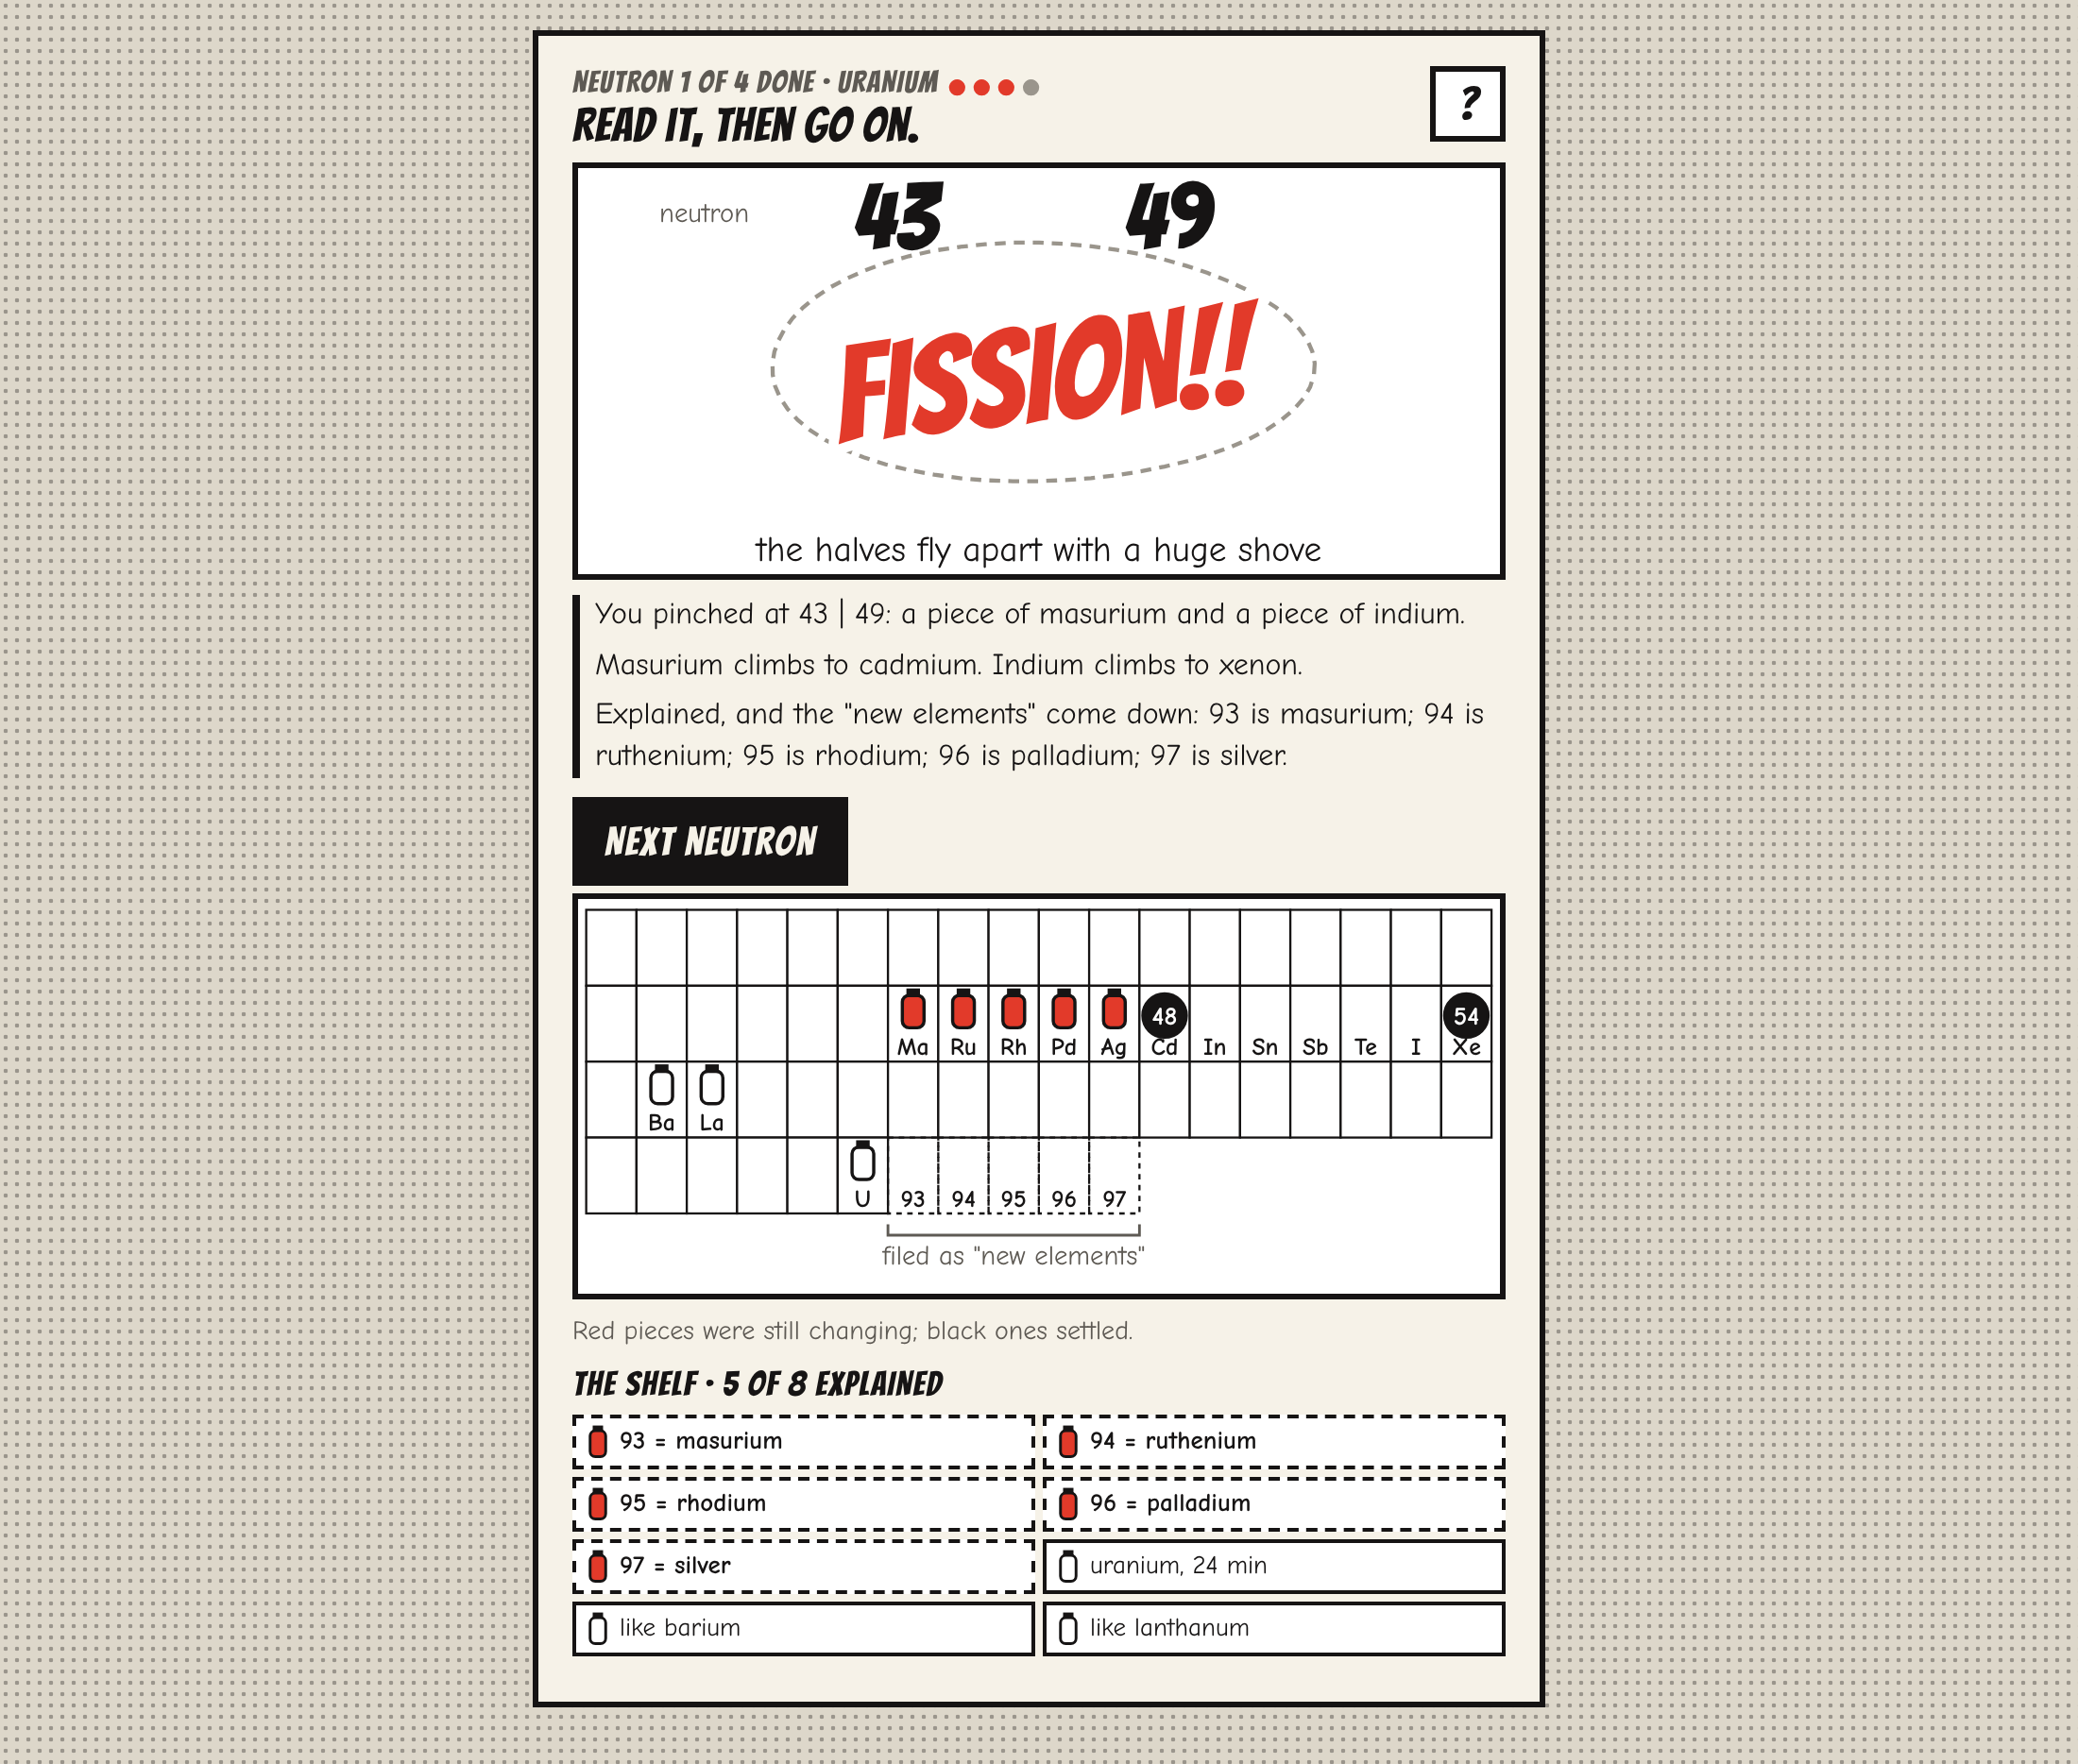 NEUTRON 1 OF 4 DONE · URANIUM
READ IT, THEN GO ON.
?
neutron
43 49
FISSION!!
the halves fly apart with a huge shove
You pinched at 43 | 49: a piece of masurium and a piece of indium.
Masurium climbs to cadmium. Indium climbs to xenon.
Explained, and the "new elements" come down: 93 is masurium; 94 is
ruthenium; 95 is rhodium; 96 is palladium; 97 is silver.
NEXT NEUTRON
48 54
Ma Ru Rh Pd Ag Cd In Sn Sb Te I Xe
Ba La
U 93 94 95 96 97
filed as "new elements"
Red pieces were still changing; black ones settled.
THE SHELF · 5 OF 8 EXPLAINED
93 = masurium
94 = ruthenium
95 = rhodium
96 = palladium
97 = silver
uranium, 24 min
like barium
like lanthanum